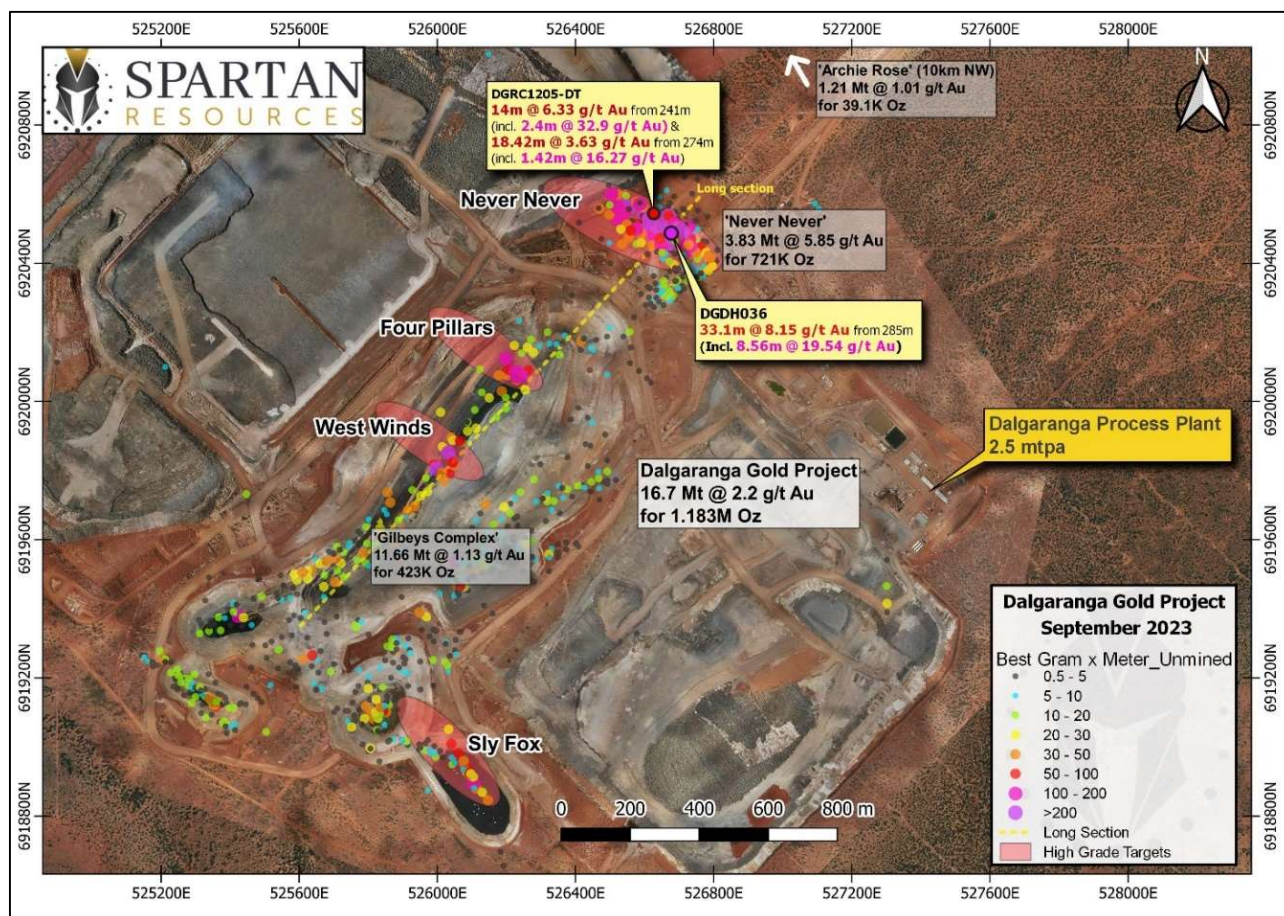 525200E 525600E 526000E 526400E 526800E 527200E 527600E 528000E
SPARTAN
RESOURCES
'Archie Rose' (10km NW)
1.21 Mt @ 1.01 g/t Au
for 39.1K Oz
N
DGRC1205-DT
14m @ 6.33 g/t Au from 241m
(incl. 2.4m @ 32.9 g/t Au) &
18.42m @ 3.63 g/t Au from 274m
(incl. 1.42m @ 16.27 g/t Au)
6920800N
6920800N
Never Never
Long section
'Never Never'
3.83 Mt @ 5.85 g/t Au
for 721K Oz
6920400N
6920400N
DGDH036
33.1m @ 8.15 g/t Au from 285m
(Incl. 8.56m @ 19.54 g/t Au)
Four Pillars
6920000N
6920000N
West Winds
Dalgaranga Process Plant
2.5 mtpa
Dalgaranga Gold Project
16.7 Mt @ 2.2 g/t Au
for 1.183M Oz
'Gilbeys Complex'
11.66 Mt @ 1.13 g/t Au
for 423K Oz
6919600N
6919600N
6919200N
6919200N
Sly Fox
6918800N
6918800N
0 200 400 600 800 m
Dalgaranga Gold Project
September 2023
Best Gram x Meter_Unmined
0.5 - 5
5 - 10
10 - 20
20 - 30
30 - 50
50 - 100
100 - 200
>200
Long Section
High Grade Targets
525200E 525600E 526000E 526400E 526800E 527200E 527600E 528000E